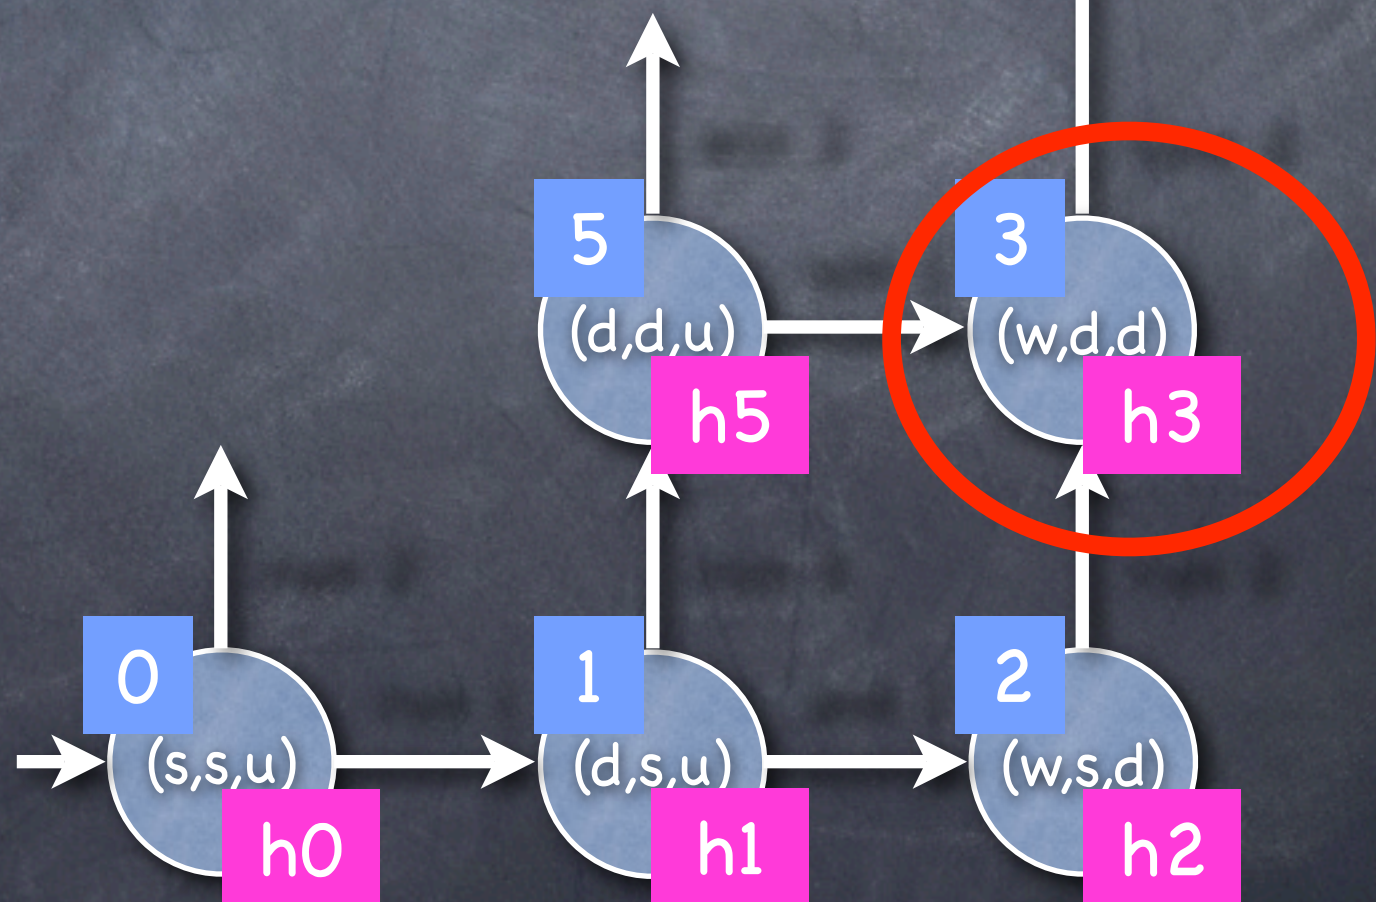 5
(d,d,u)
h5
3
(w,d,d)
h3
0
(s,s,u)
h0
1
(d,s,u)
h1
2
(w,s,d)
h2